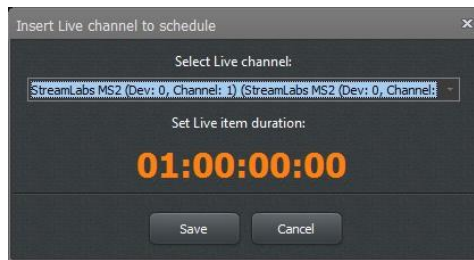 Insert Live channel to schedule
Select Live channel:
StreamLabs MS2 (Dev: 0, Channel: 1) (StreamLabs MS2 (Dev: 0, Channel:
Set Live item duration:
01:00:00:00
Save Cancel